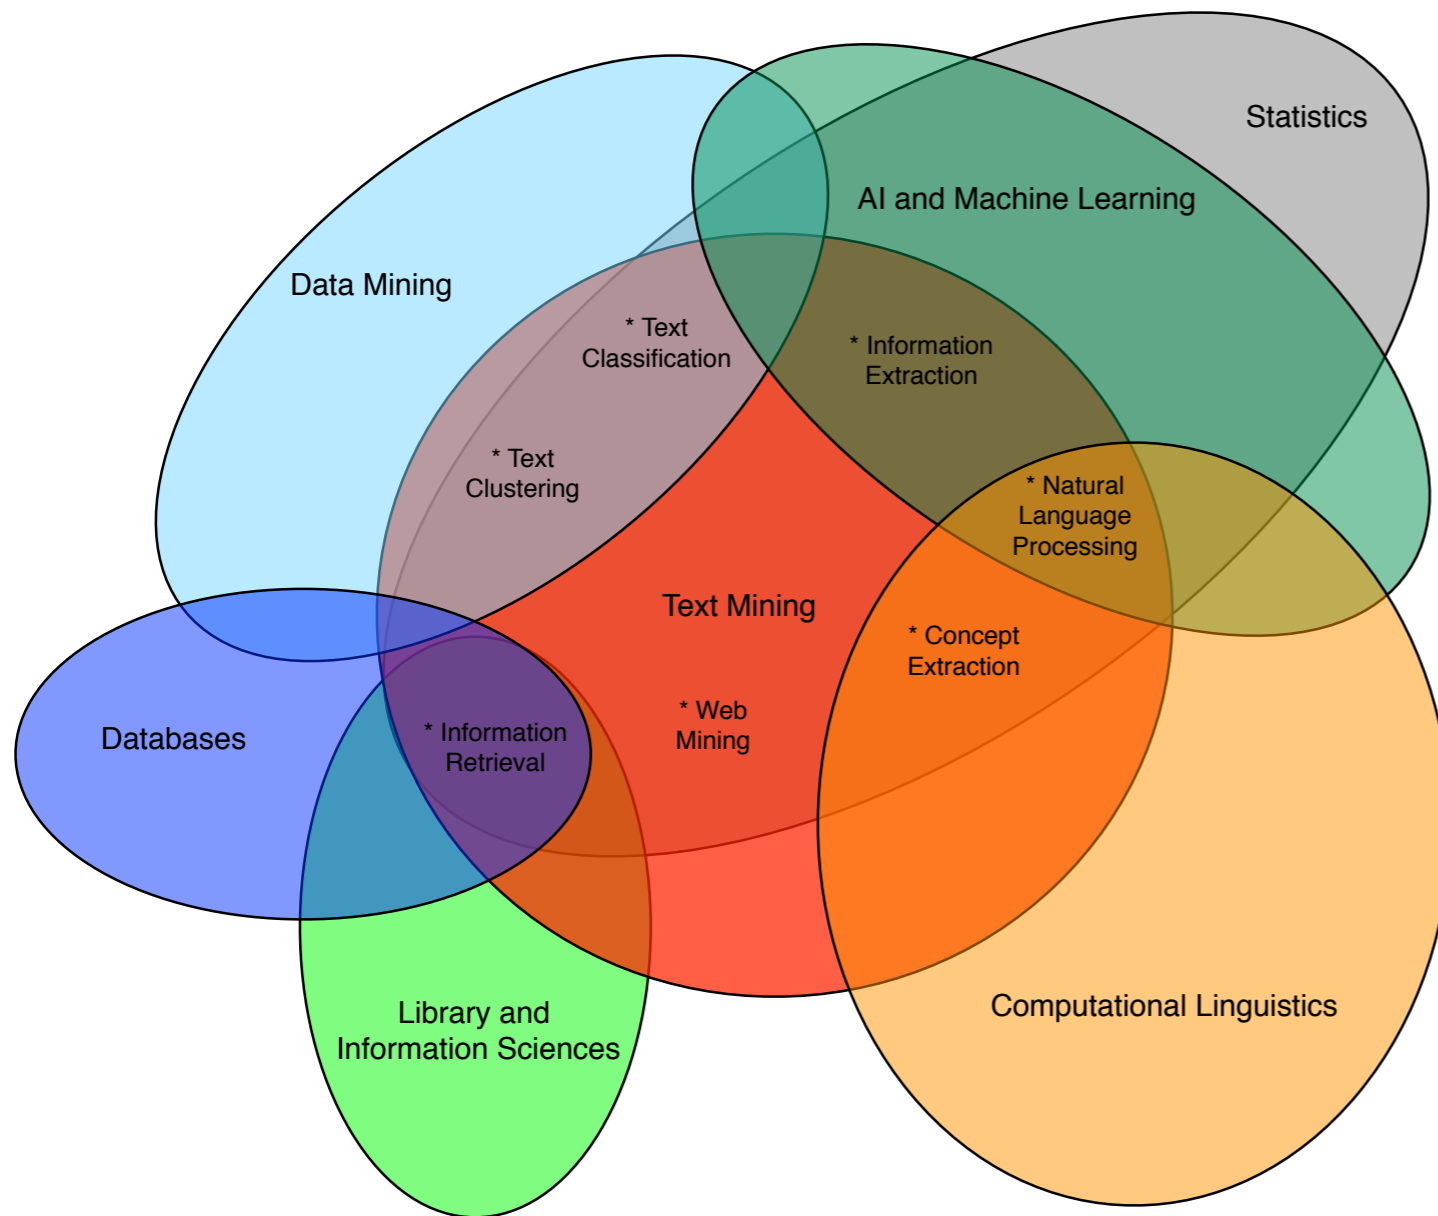 Statistics
AI and Machine Learning
Data Mining
* Text
Classification
* Information
Extraction
* Text
Clustering
* Natural
Language
Processing
Text Mining
* Concept
Extraction
* Web
Mining
Databases
* Information
Retrieval
Library and
Information Sciences
Computational Linguistics